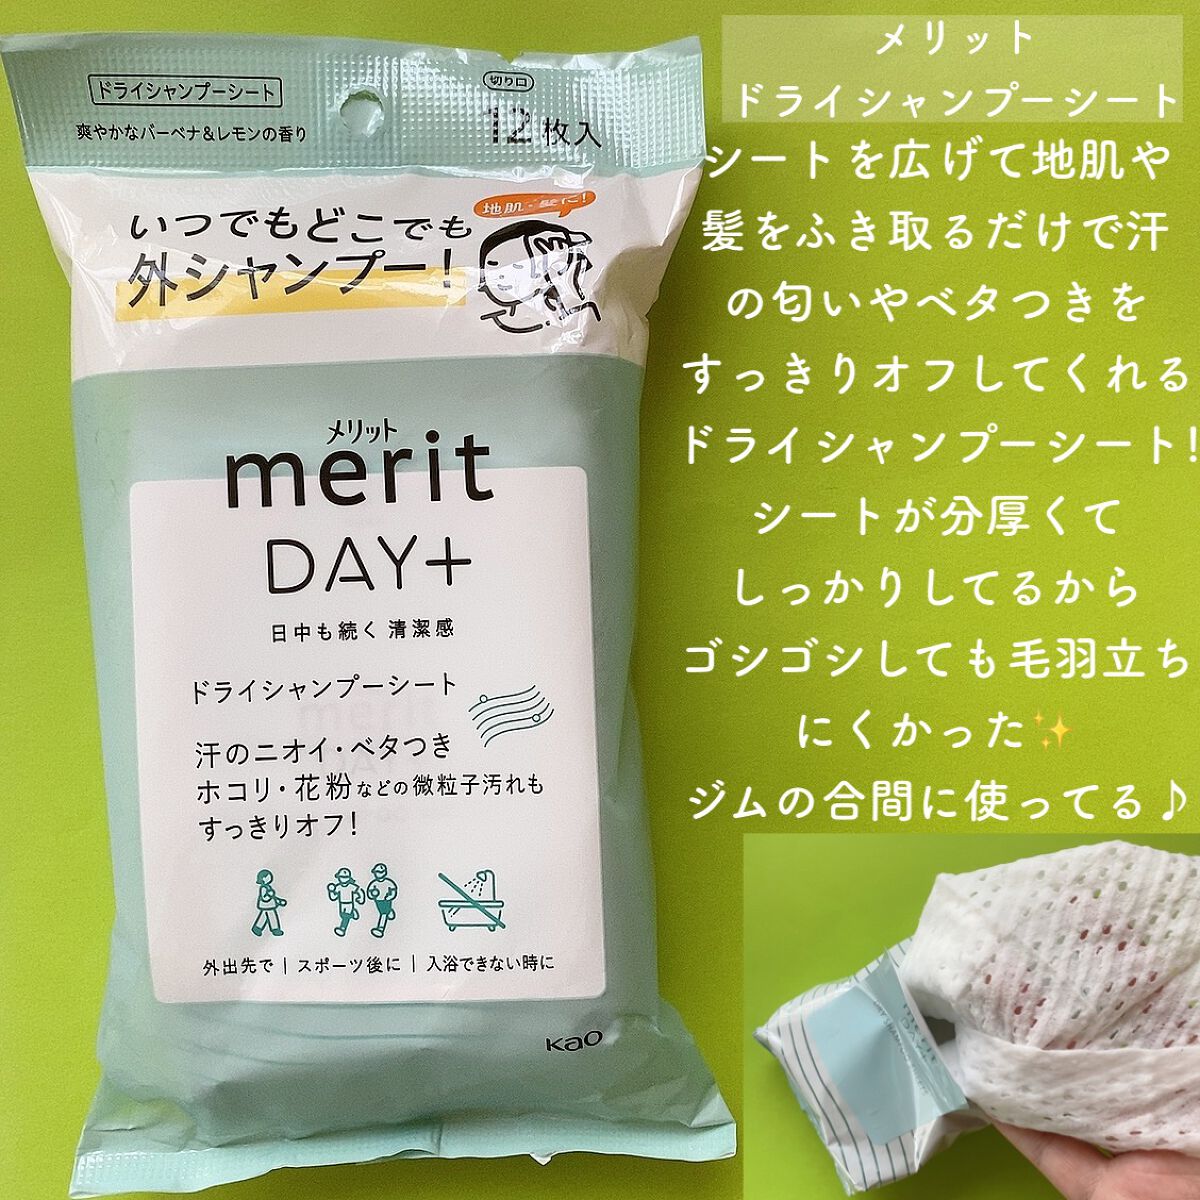 ドライシャンプーシート
爽やかなバーベナ&レモンの香り
切り口
12枚入
いつでもどこでも
外シャンプー!
地肌・髪に!
メリット
merit
DAY+
日中も続く 清潔感
ドライシャンプーシート
汗のニオイ・ベタつき
ホコリ・花粉などの微粒子汚れも
すっきりオフ!
外出先で | スポーツ後に | 入浴できない時に
Kao
メリット
ドライシャンプーシート
シートを広げて地肌や
髪をふき取るだけで汗
の匂いやベタつきを
すっきりオフしてくれる
ドライシャンプーシート!
シートが分厚くて
しっかりしてるから
ゴシゴシしても毛羽立ち
にくかった✨
ジムの合間に使ってる♪